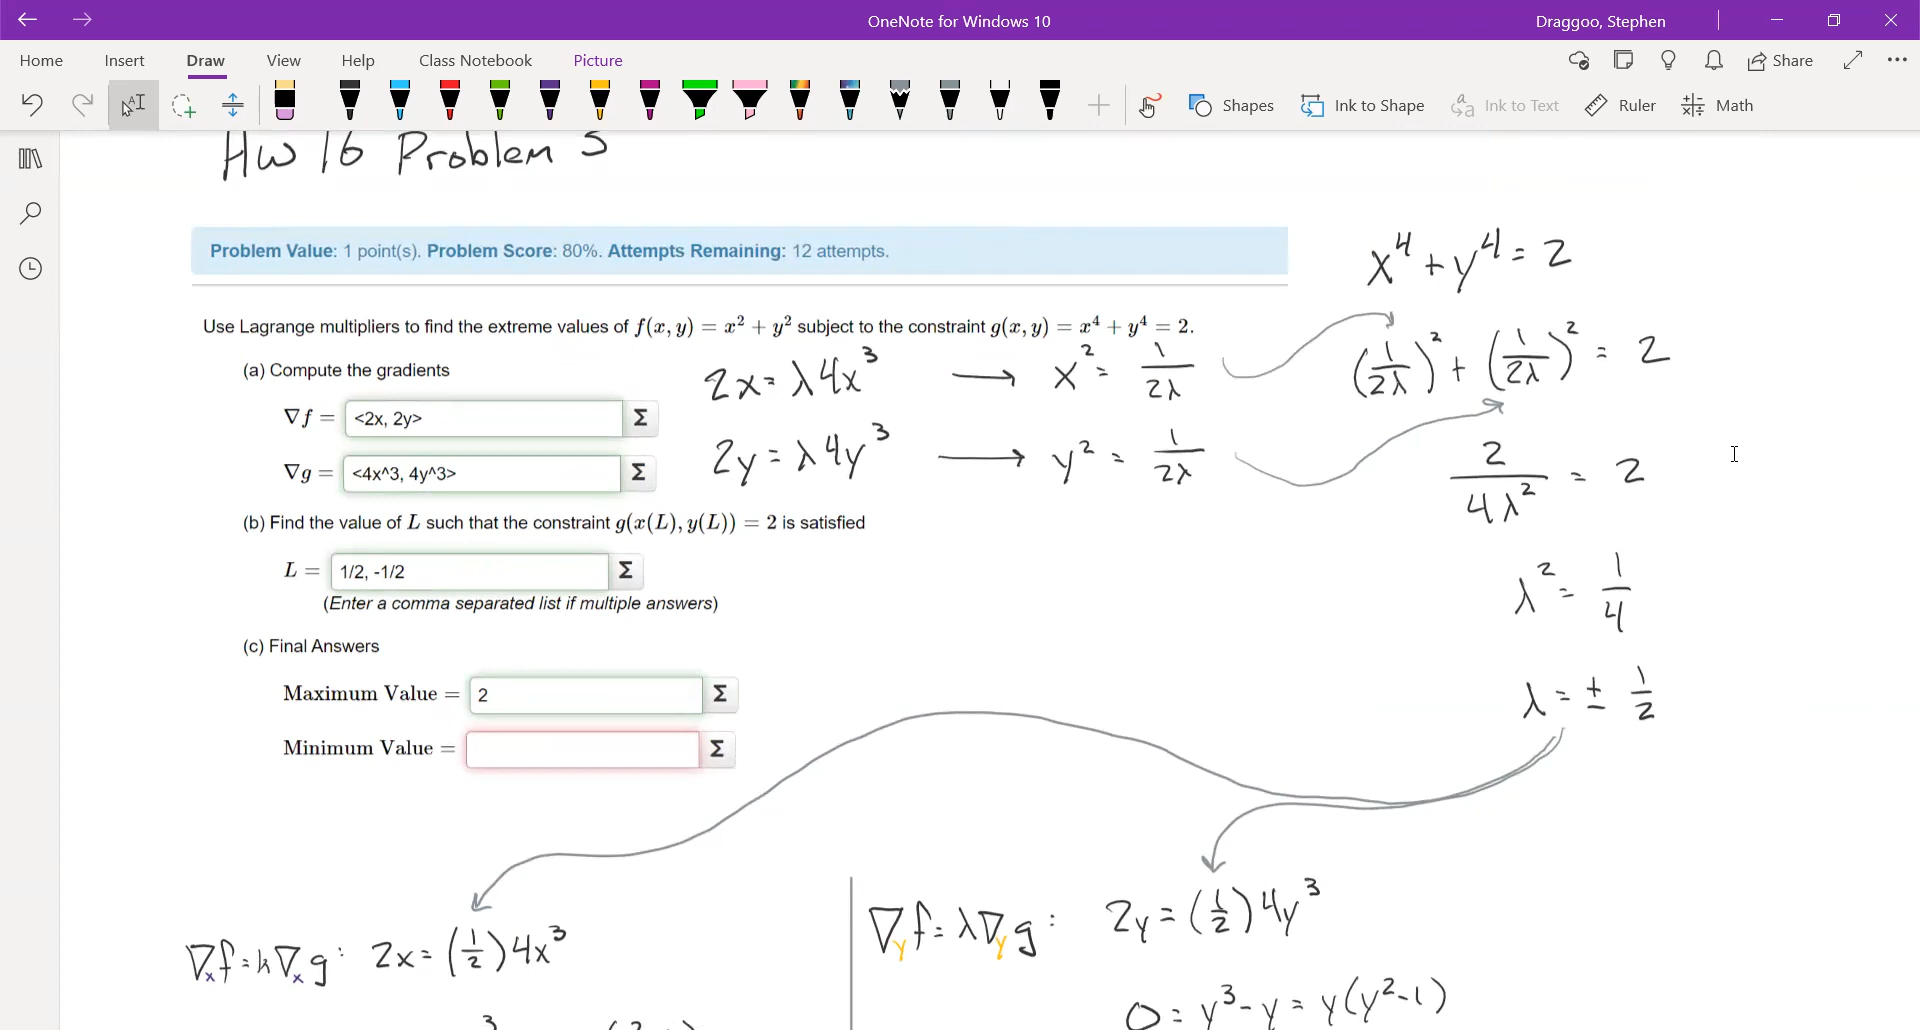 OneNote for Windows 10
Draggoo, Stephen
Home Insert Draw View Help Class Notebook Picture
Share
Shapes Ink to Shape Ink to Text Ruler Math
HW 16 Problem 5
Problem Value: 1 point(s). Problem Score: 80%. Attempts Remaining: 12 attempts.
Use Lagrange multipliers to find the extreme values of f(x, y) = x² + y² subject to the constraint g(x, y) = x⁴ + y⁴ = 2.
(a) Compute the gradients
∇f = <2x, 2y> Σ
∇g = <4x^3, 4y^3> Σ
(b) Find the value of L such that the constraint g(x(L), y(L)) = 2 is satisfied
L = 1/2, -1/2 Σ
(Enter a comma separated list if multiple answers)
(c) Final Answers
Maximum Value = 2 Σ
Minimum Value = Σ
2x = λ4x³ → x² = 1/2λ
2y = λ4y³ → y² = 1/2λ
x⁴ + y⁴ = 2
(1/2λ)² + (1/2λ)² = 2
2/4λ² = 2
λ² = 1/4
λ = ± 1/2
∇ₓf = λ∇ₓg : 2x = (1/2)4x³
∇yf = λ∇yg : 2y = (1/2)4y³
0 = y³ - y = y(y² - 1)